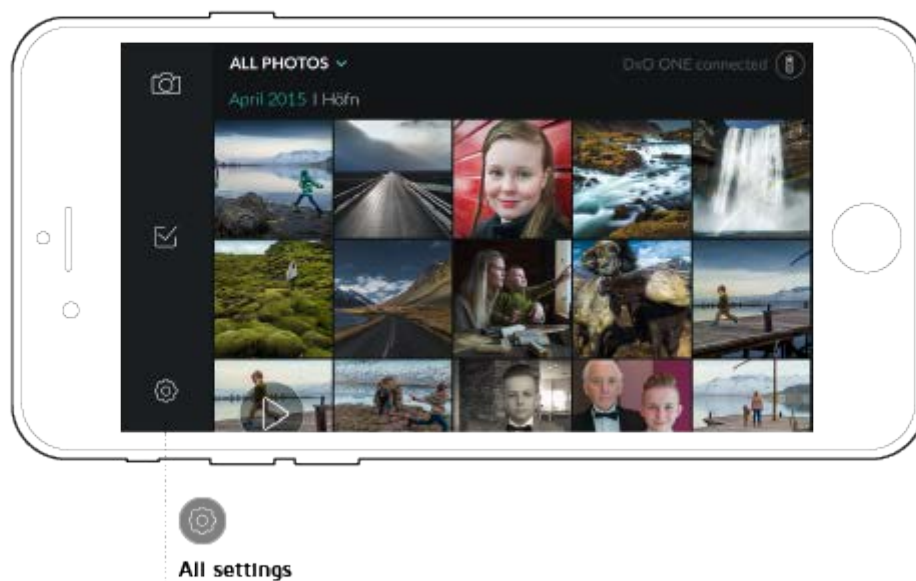 ALL PHOTOS
DxO ONE connected
April 2015 | Höfn
All settings